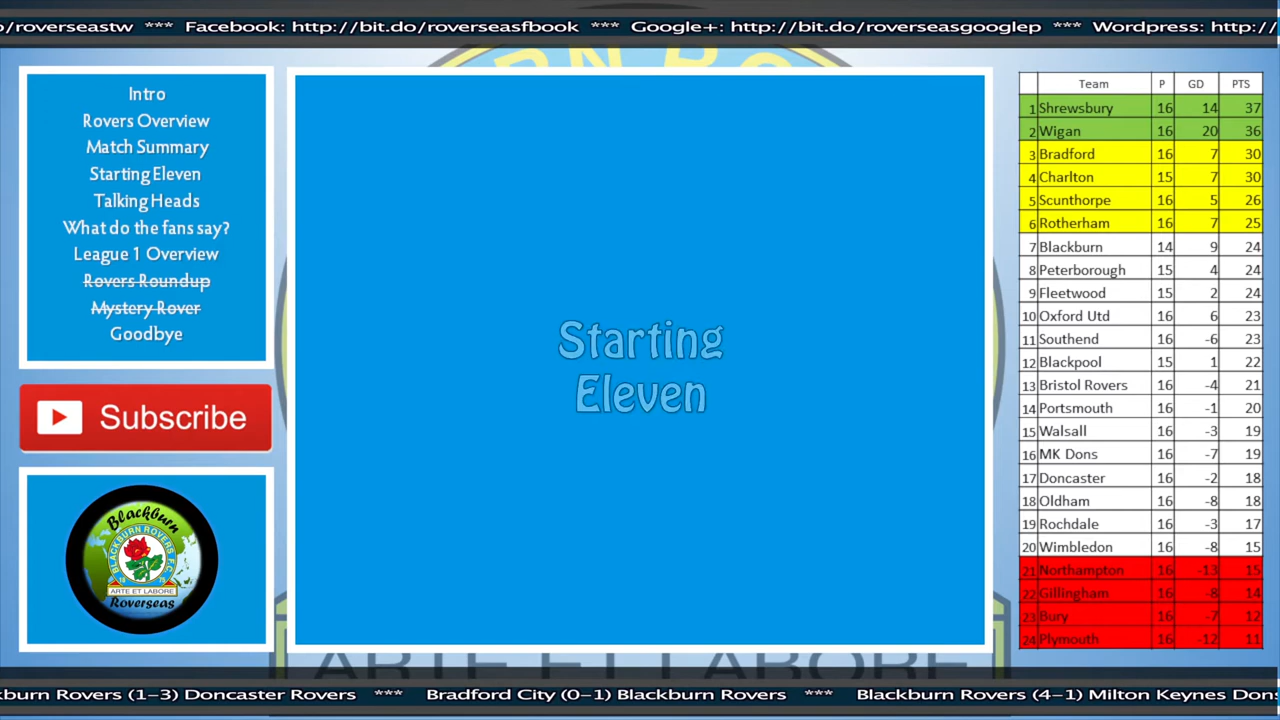 o/roverseastw *** Facebook: http://bit.do/roverseasfbook *** Google+: http://bit.do/roverseasgooglep *** Wordpress: http:/
Intro
Rovers Overview
Match Summary
Starting Eleven
Talking Heads
What do the fans say?
League 1 Overview
Rovers Roundup
Mystery Rover
Goodbye
Subscribe
Blackburn
BLACKBURN ROVERS F.C.
18 75
ARTE ET LABORE
Roverseas
Starting
Eleven
Team P GD PTS
1 Shrewsbury 16 14 37
2 Wigan 16 20 36
3 Bradford 16 7 30
4 Charlton 15 7 30
5 Scunthorpe 16 5 26
6 Rotherham 16 7 25
7 Blackburn 14 9 24
8 Peterborough 15 4 24
9 Fleetwood 15 2 24
10 Oxford Utd 16 6 23
11 Southend 16 -6 23
12 Blackpool 15 1 22
13 Bristol Rovers 16 -4 21
14 Portsmouth 16 -1 20
15 Walsall 16 -3 19
16 MK Dons 16 -7 19
17 Doncaster 16 -2 18
18 Oldham 16 -8 18
19 Rochdale 16 -3 17
20 Wimbledon 16 -8 15
21 Northampton 16 -13 15
22 Gillingham 16 -8 14
23 Bury 16 -7 12
24 Plymouth 16 -12 11
ARTE ET LABORE
kburn Rovers (1-3) Doncaster Rovers *** Bradford City (0-1) Blackburn Rovers *** Blackburn Rovers (4-1) Milton Keynes Dons